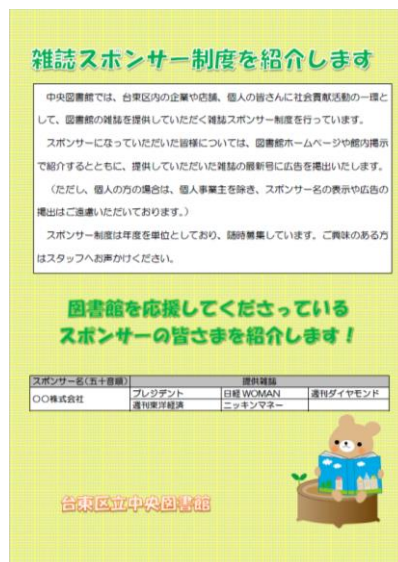 雑誌スポンサー制度を紹介します
中央図書館では、台東区内の企業や店舗、個人の皆さんに社会貢献活動の一環と
して、図書館の雑誌を提供していただく雑誌スポンサー制度を行っています。
スポンサーになっていただいた皆様については、図書館ホームページや館内掲示
で紹介するとともに、提供していただいた雑誌の最新号に広告を掲出いたします。
（ただし、個人の方の場合は、個人事業主を除き、スポンサー名の表示や広告の
掲出はご遠慮いただいております。）
スポンサー制度は年度を単位としており、随時募集しています。ご興味のある方
はスタッフへお声かけください。
図書館を応援してくださっている
スポンサーの皆さまを紹介します！
スポンサー名（五十音順） 提供雑誌
〇〇株式会社 プレジデント 日経 WOMAN 週刊ダイヤモンド
週刊東洋経済 ニッキンマネー
台東区立中央図書館